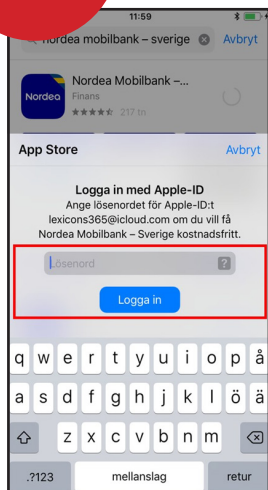 11:59
nordea mobilbank – sverige Avbryt
Nordea Mobilbank –...
Nordea
Finans
217 tn
App Store Avbryt
Logga in med Apple-ID
Ange lösenordet för Apple-ID:t
lexicons365@icloud.com om du vill få
Nordea Mobilbank – Sverige kostnadsfritt.
Lösenord ?
Logga in
q w e r t y u i o p å
a s d f g h j k l ö ä
z x c v b n m
.?123 mellanslag retur